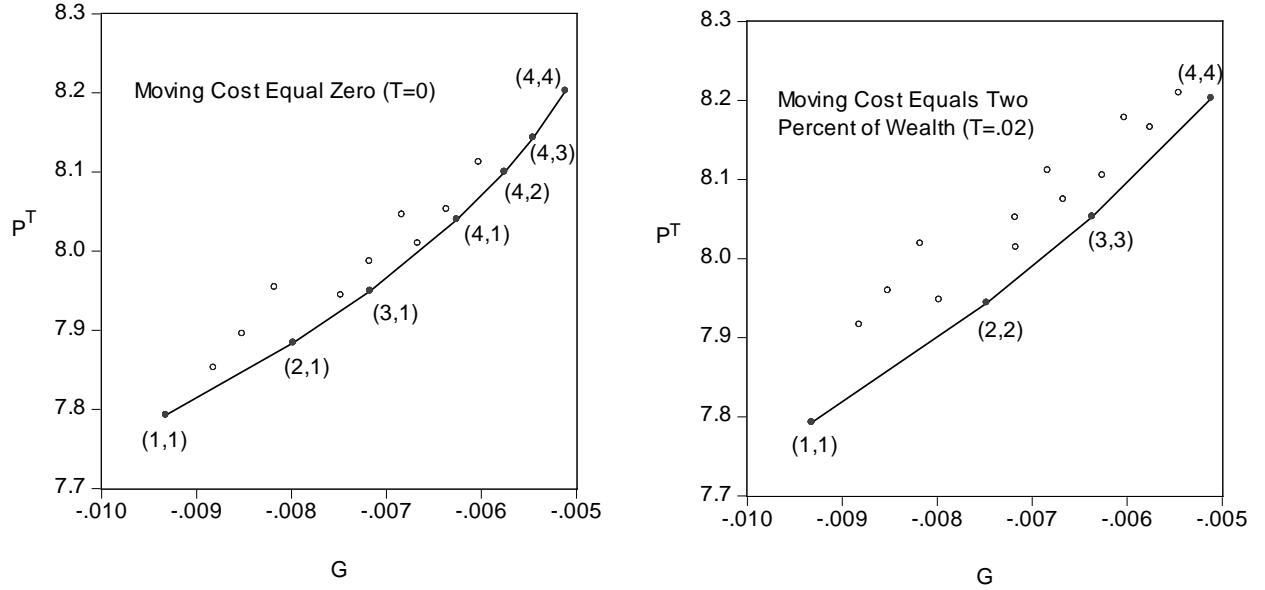 8.3
8.2
8.1
8.0
7.9
7.8
7.7
P^T
Moving Cost Equal Zero (T=0)
(4,4)
(4,3)
(4,2)
(4,1)
(3,1)
(2,1)
(1,1)
-.010 -.009 -.008 -.007 -.006 -.005
G
8.3
8.2
8.1
8.0
7.9
7.8
7.7
P^T
Moving Cost Equals Two
Percent of Wealth (T=.02)
(4,4)
(3,3)
(2,2)
(1,1)
-.010 -.009 -.008 -.007 -.006 -.005
G